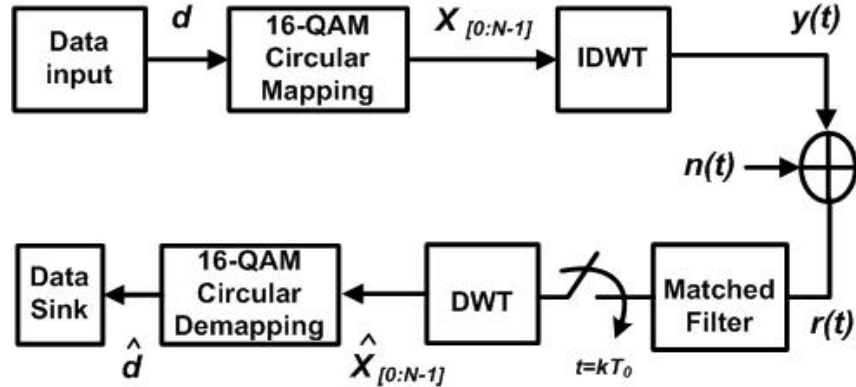 Data
input
d
16-QAM
Circular
Mapping
X [0:N-1]
IDWT
y(t)
n(t)
Data
Sink
d̂
16-QAM
Circular
Demapping
X̂ [0:N-1]
DWT
t=kT₀
Matched
Filter
r(t)